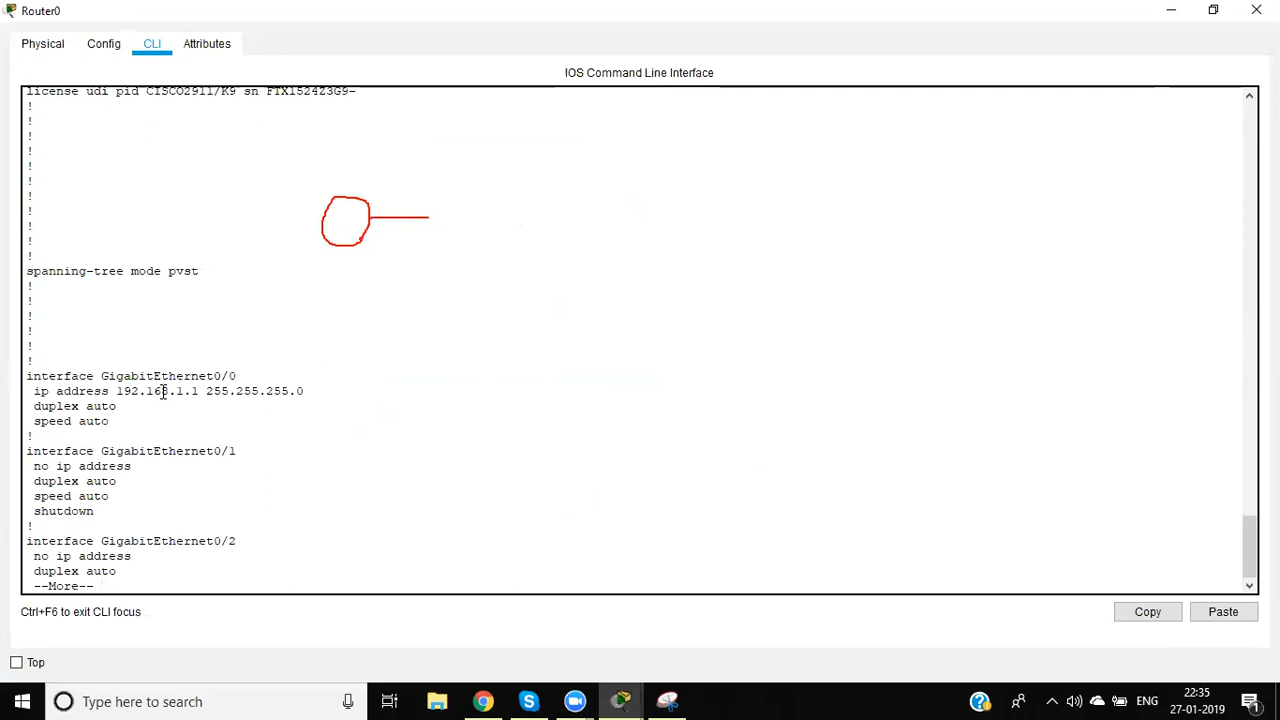 Router0
Physical Config CLI Attributes
IOS Command Line Interface
license udi pid CISCO2911/K9 sn FTX1524Z3G9-
!
!
!
!
!
!
!
!
!
!
!
spanning-tree mode pvst
!
!
!
!
!
!
interface GigabitEthernet0/0
ip address 192.168.1.1 255.255.255.0
duplex auto
speed auto
!
interface GigabitEthernet0/1
no ip address
duplex auto
speed auto
shutdown
!
interface GigabitEthernet0/2
no ip address
duplex auto
--More--
Ctrl+F6 to exit CLI focus
Copy Paste
Top
Type here to search
ENG
22:35
27-01-2019